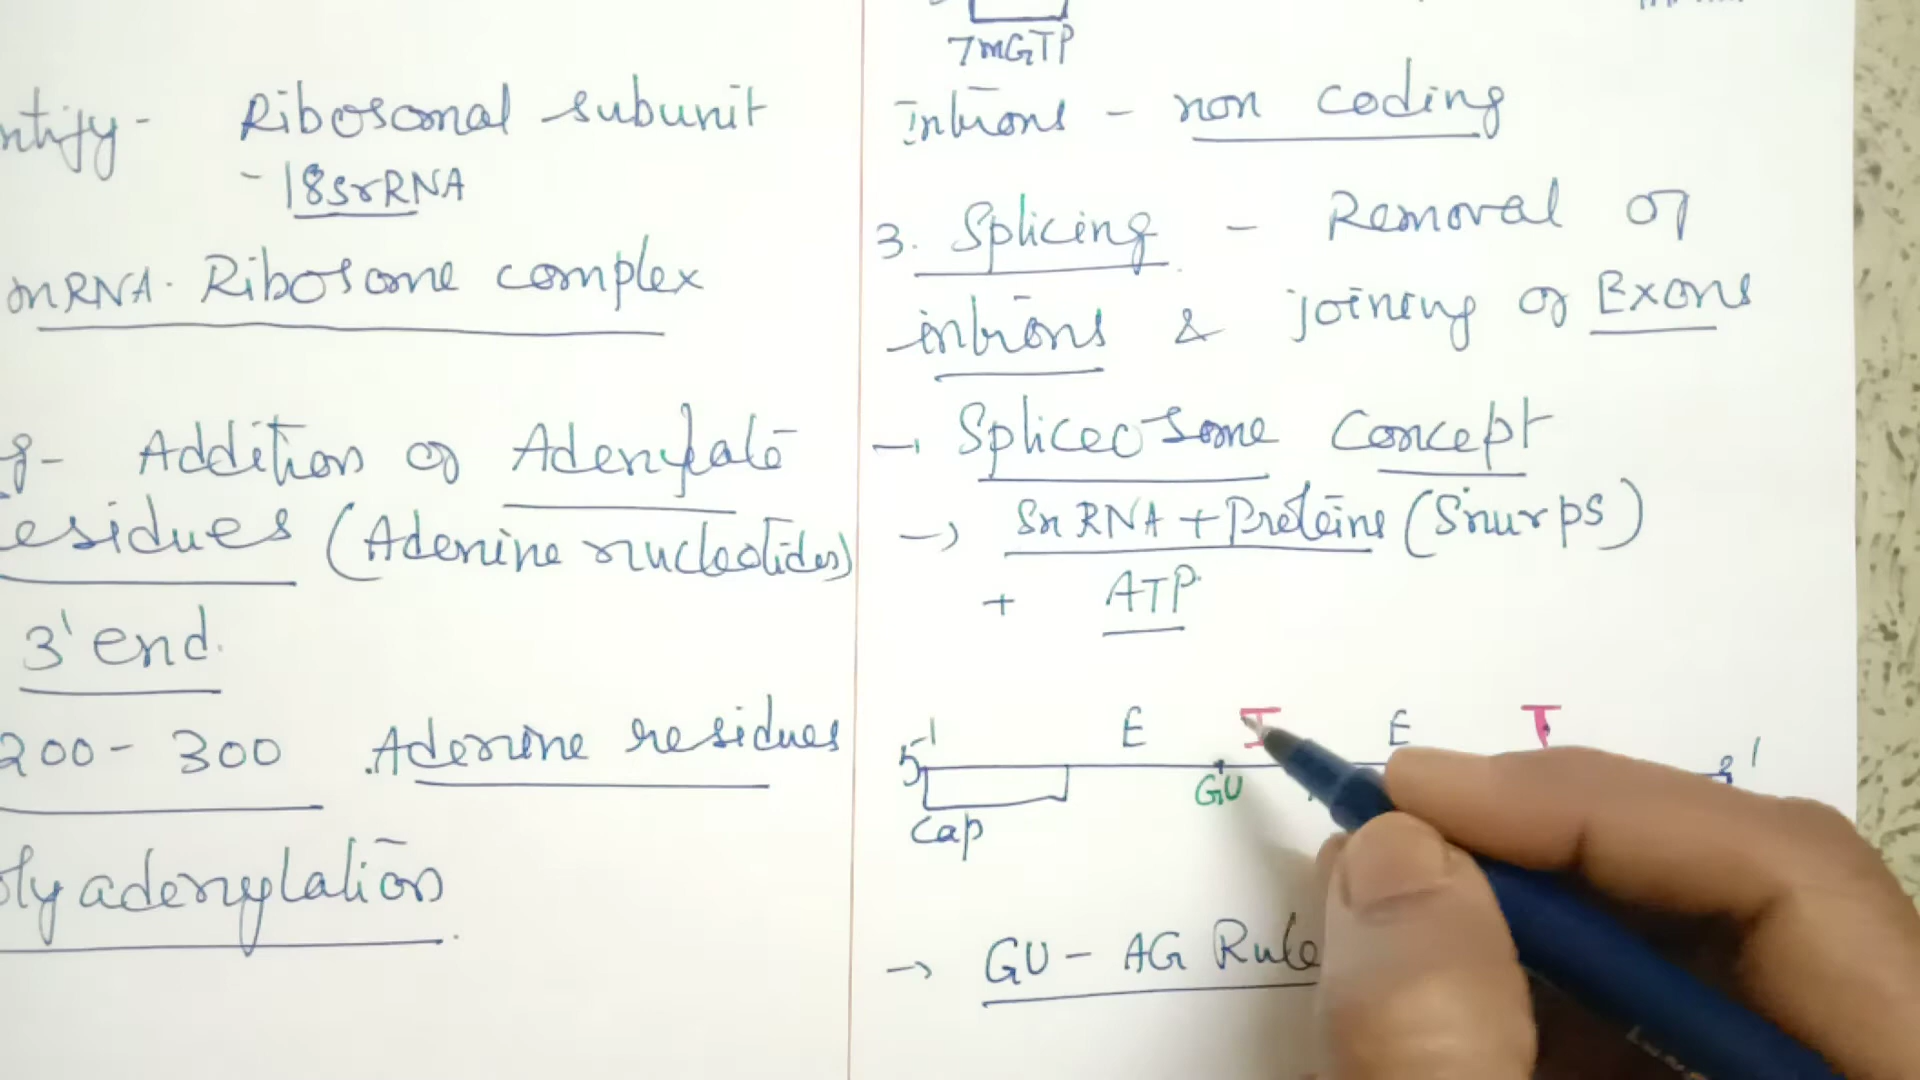 Ribosomal subunit
- 18SrRNA
mRNA. Ribosome complex
Addition of Adenylate
esidues (Adenine nucleotides)
3' end.
200 - 300 Adenine residues
oly adenylation.
7mGTP
Introns - non coding
3. Splicing - Removal of
introns & joining of Exons
→ Spliceosome Concept
→ SnRNA + Proteins (Snurps)
+ ATP
E I E I
5' 3'
GU
Cap
→ GU - AG Rule